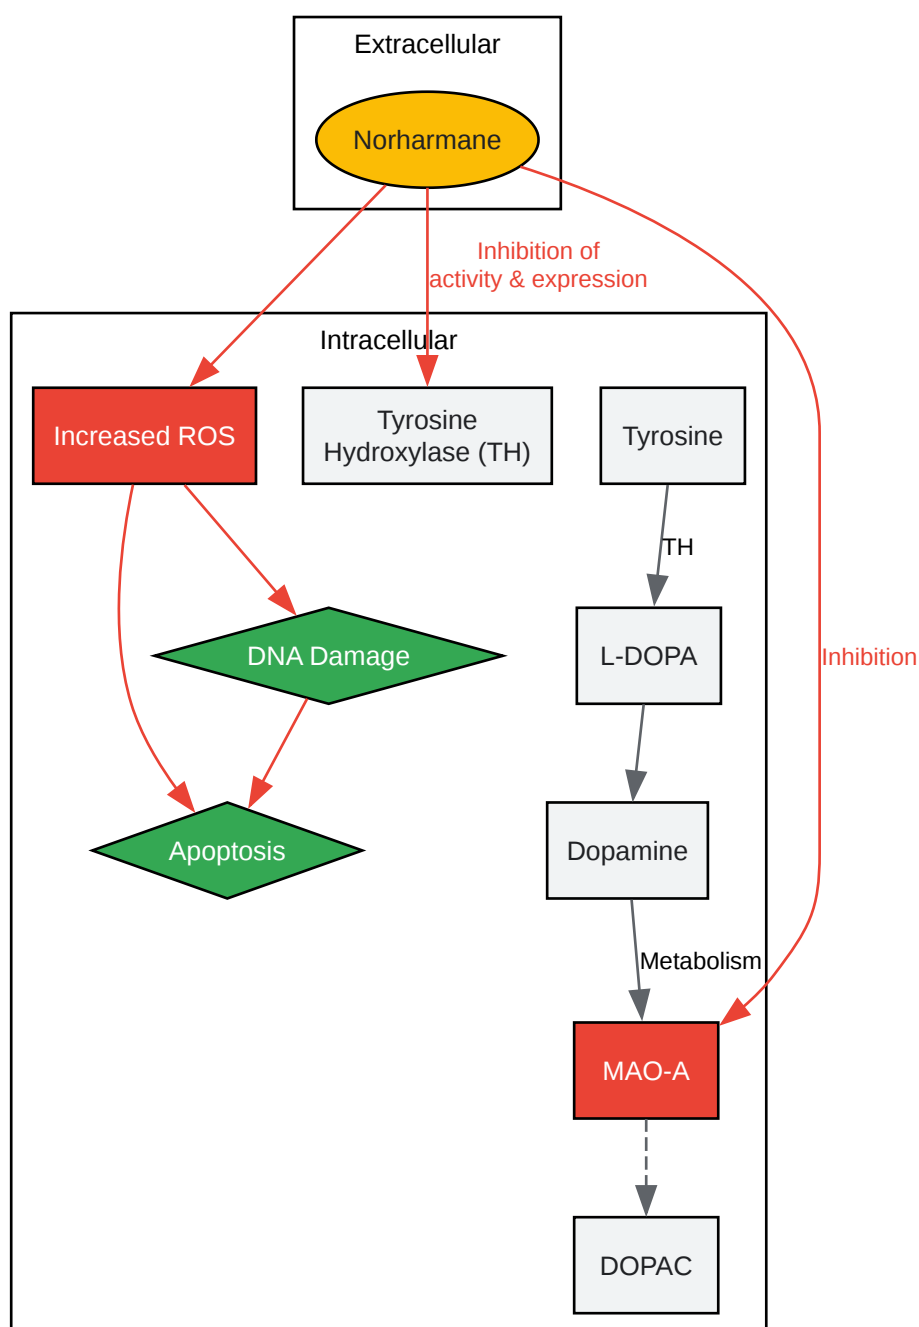 Extracellular
Norharmane
Inhibition of
activity & expression
Intracellular
Increased ROS
Tyrosine
Hydroxylase (TH)
Tyrosine
TH
DNA Damage
L-DOPA
Inhibition
Apoptosis
Dopamine
Metabolism
MAO-A
DOPAC